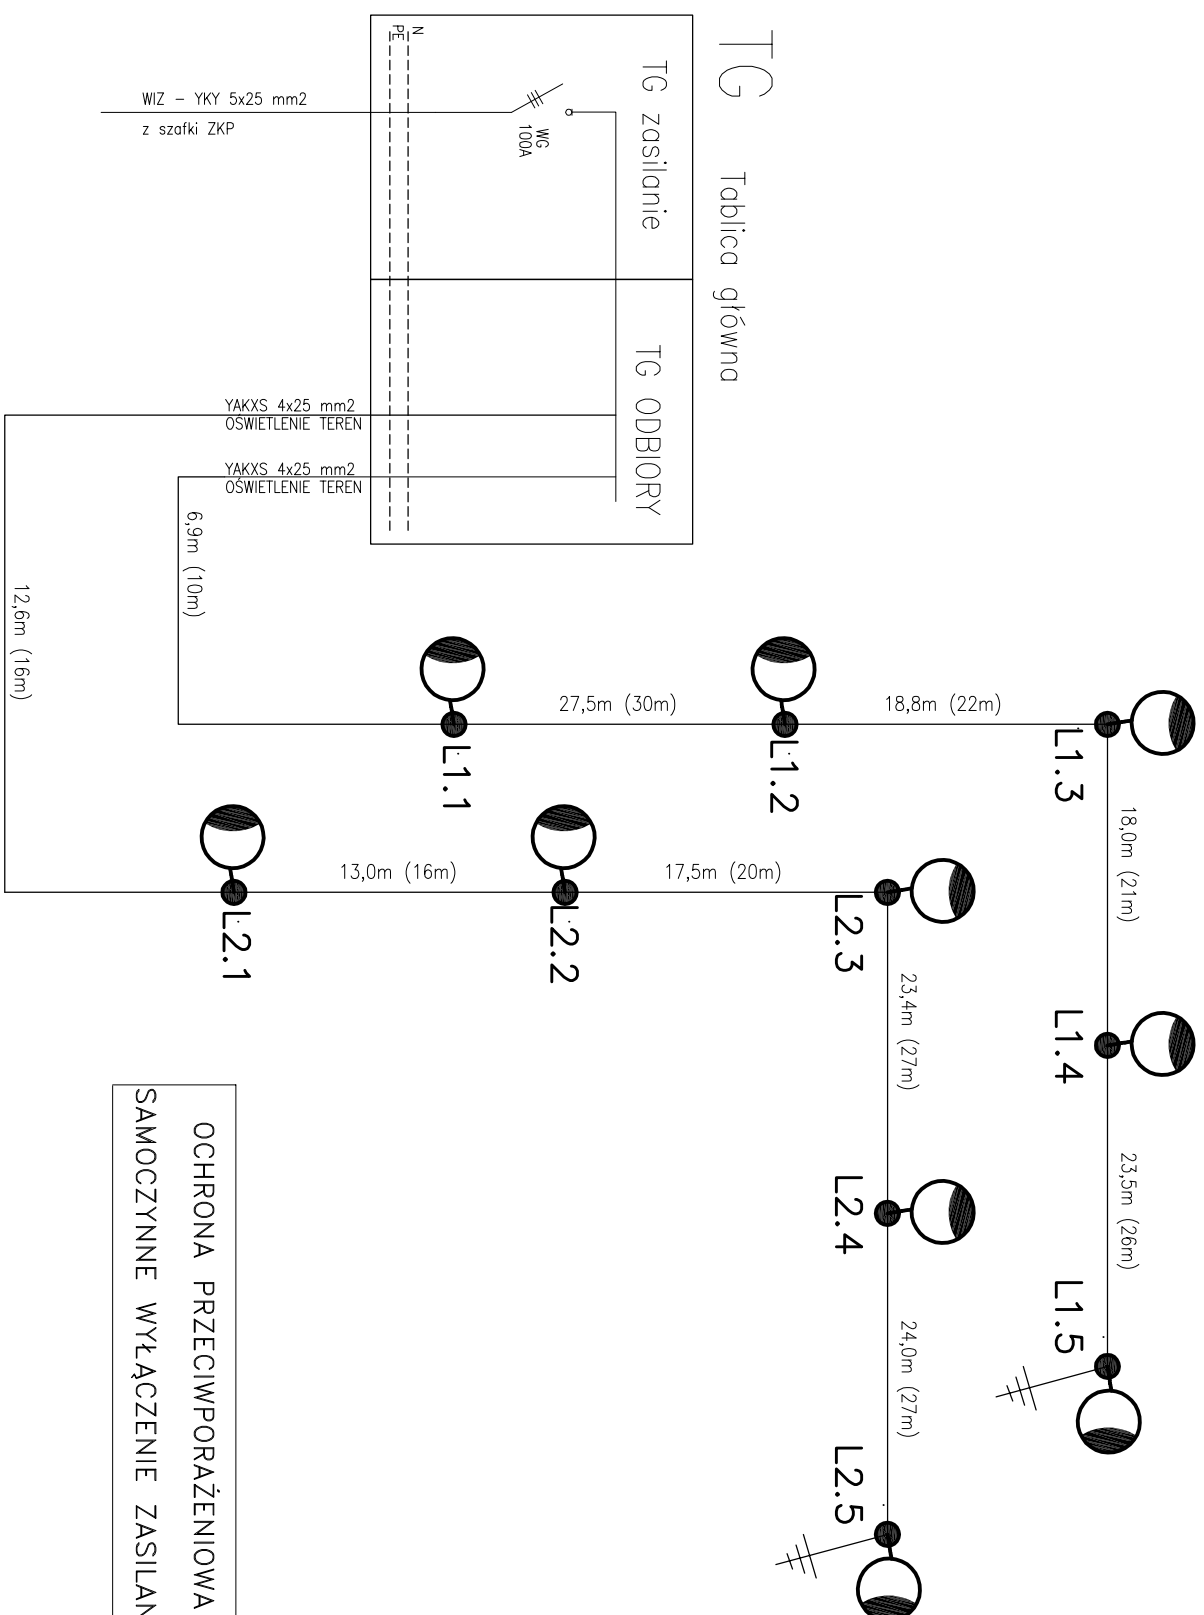 TG Tablica główna
TG zasilanie
TG ODBIORY
N
PE
WG
100A
WIZ - YKY 5x25 mm2
z szafki ZKP
YAKXS 4x25 mm2
OŚWIETLENIE TEREN
YAKXS 4x25 mm2
OŚWIETLENIE TEREN
6,9m (10m)
12,6m (16m)
L1.1
27,5m (30m)
L1.2
18,8m (22m)
L1.3
18,0m (21m)
L1.4
23,5m (26m)
L1.5
L2.1
13,0m (16m)
L2.2
17,5m (20m)
L2.3
23,4m (27m)
L2.4
24,0m (27m)
L2.5
OCHRONA PRZECIWPORAŻENIOWA
SAMOCZYNNE WYŁĄCZENIE ZASILAN